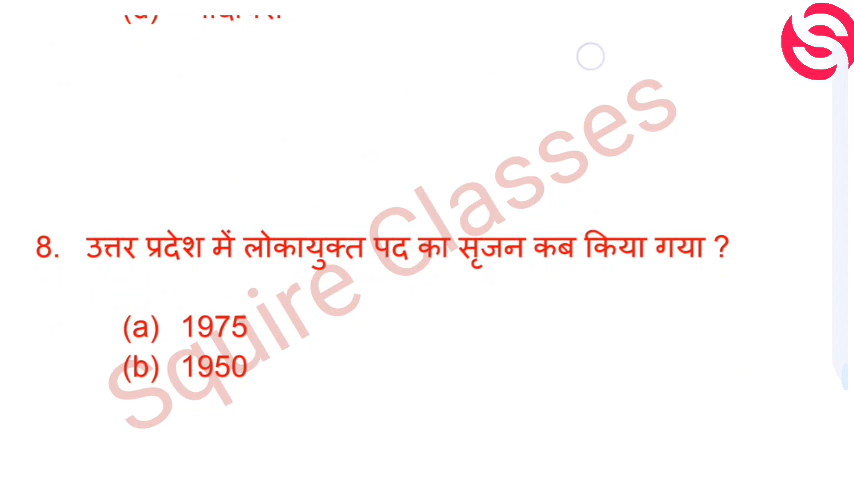 8. उत्तर प्रदेश में लोकायुक्त पद का सृजन कब किया गया ?
(a) 1975
(b) 1950
Squire Classes